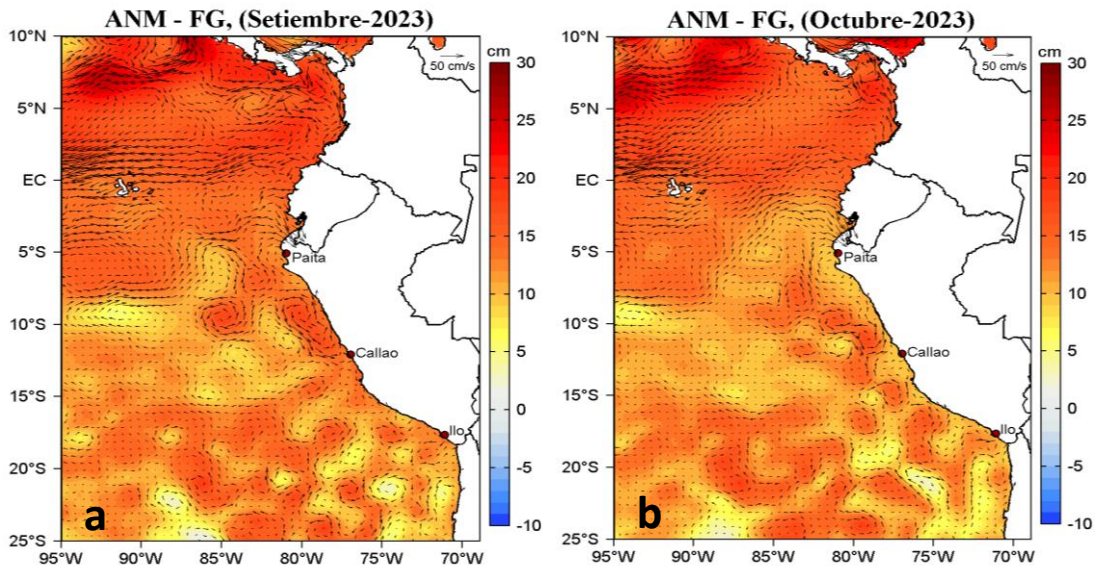 ANM - FG, (Setiembre-2023)
10°N
5°N
EC
5°S
10°S
15°S
20°S
25°S
95°W
90°W
85°W
80°W
75°W
70°W
50 cm/s
Paita
Callao
Ilo
a
cm
30
25
20
15
10
5
0
-5
-10
ANM - FG, (Octubre-2023)
10°N
5°N
EC
5°S
10°S
15°S
20°S
25°S
95°W
90°W
85°W
80°W
75°W
70°W
50 cm/s
Paita
Callao
Ilo
b
cm
30
25
20
15
10
5
0
-5
-10